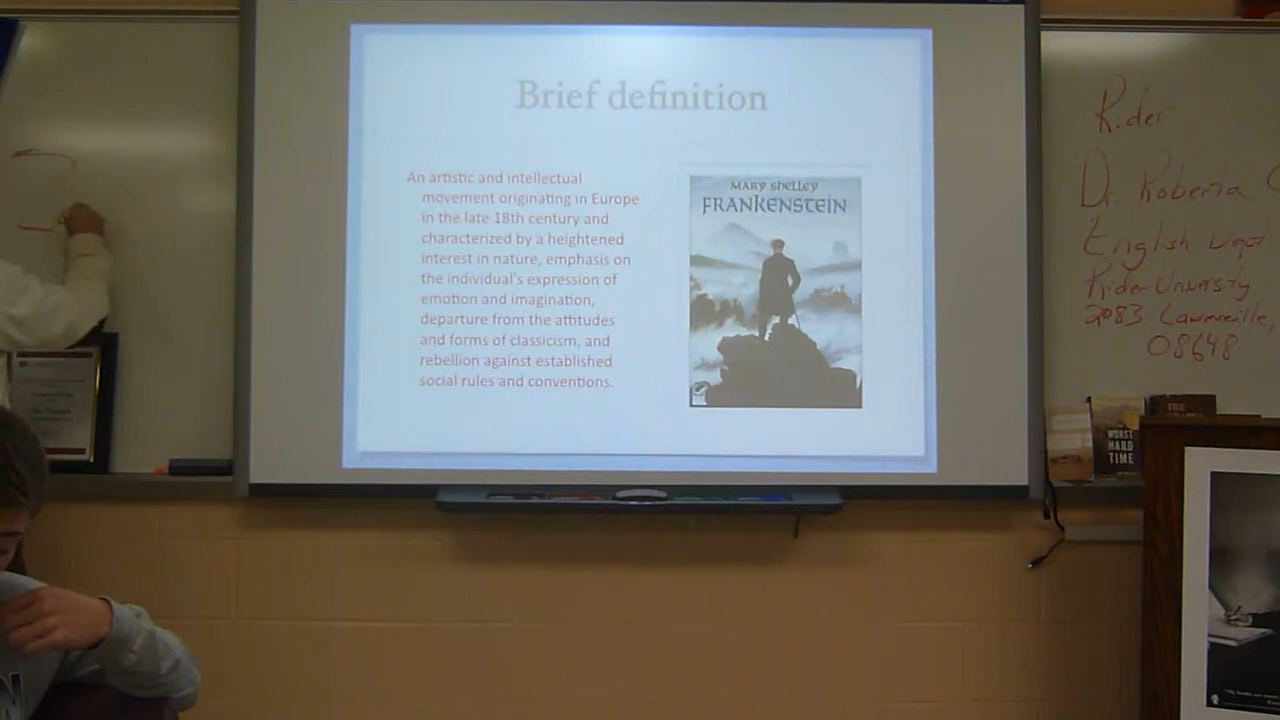 Brief definition
An artistic and intellectual
movement originating in Europe
in the late 18th century and
characterized by a heightened
interest in nature, emphasis on
the individual's expression of
emotion and imagination,
departure from the attitudes
and forms of classicism, and
rebellion against established
social rules and conventions.
MARY SHELLEY
FRANKENSTEIN
Rider
Dr. Roberta
English Dept
Rider University
2083 Lawrenceville,
08648
WORST
HARD
TIME
THE